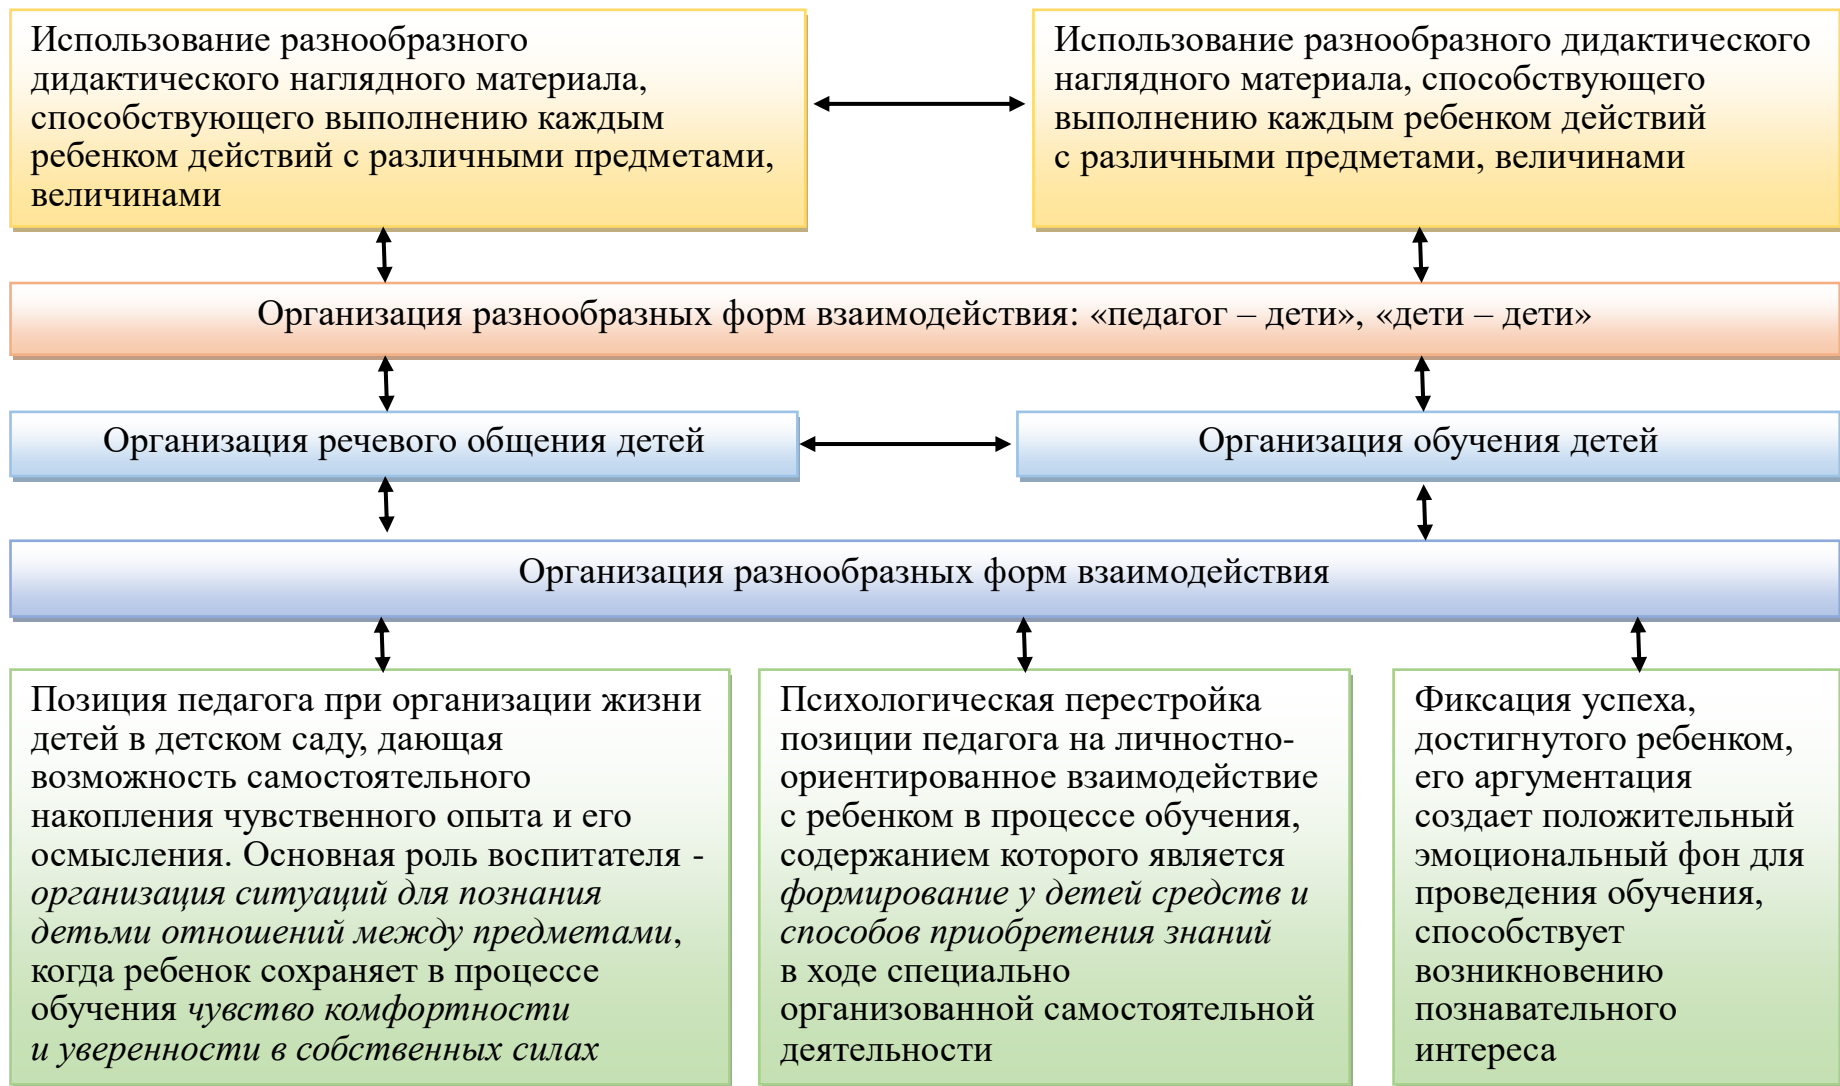 Использование разнообразного
дидактического наглядного материала,
способствующего выполнению каждым
ребенком действий с различными предметами,
величинами
Использование разнообразного дидактического
наглядного материала, способствующего
выполнению каждым ребенком действий
с различными предметами, величинами
Организация разнообразных форм взаимодействия: «педагог – дети», «дети – дети»
Организация речевого общения детей
Организация обучения детей
Организация разнообразных форм взаимодействия
Позиция педагога при организации жизни
детей в детском саду, дающая
возможность самостоятельного
накопления чувственного опыта и его
осмысления. Основная роль воспитателя -
организация ситуаций для познания
детьми отношений между предметами,
когда ребенок сохраняет в процессе
обучения чувство комфортности
и уверенности в собственных силах
Психологическая перестройка
позиции педагога на личностно-
ориентированное взаимодействие
с ребенком в процессе обучения,
содержанием которого является
формирование у детей средств и
способов приобретения знаний
в ходе специально
организованной самостоятельной
деятельности
Фиксация успеха,
достигнутого ребенком,
его аргументация
создает положительный
эмоциональный фон для
проведения обучения,
способствует
возникновению
познавательного
интереса